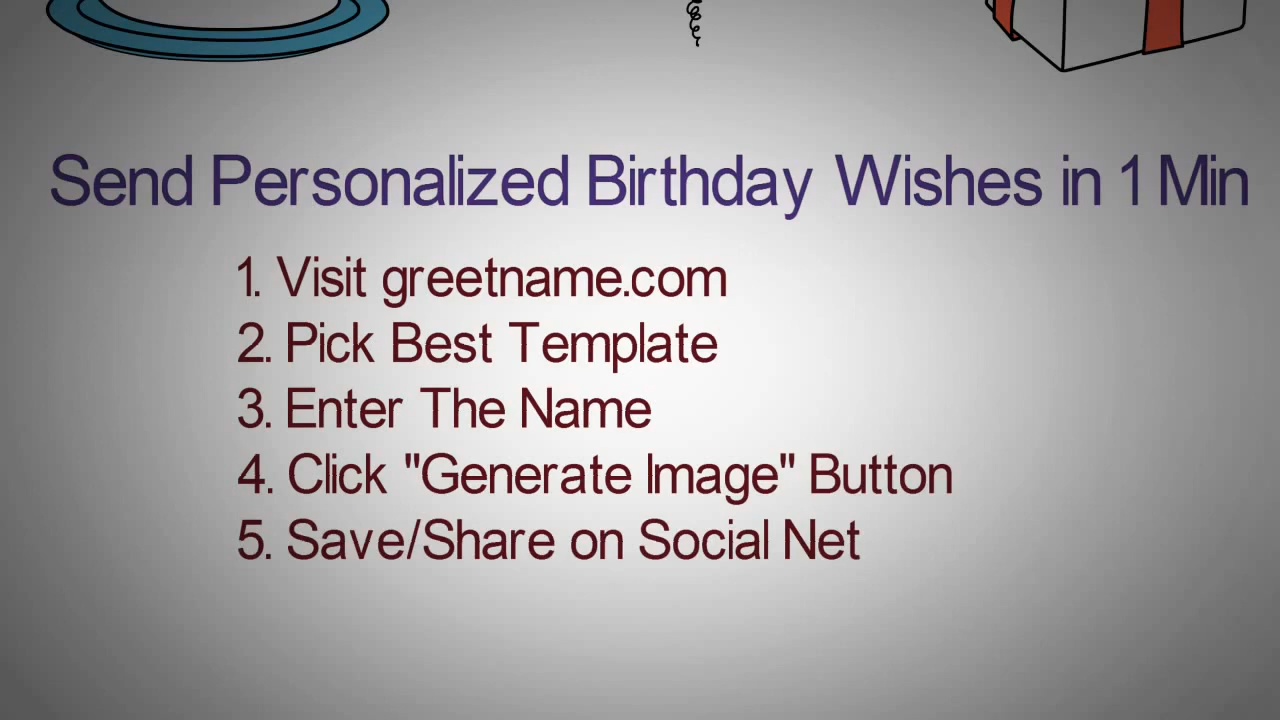 Send Personalized Birthday Wishes in 1 Min
1. Visit greetname.com
2. Pick Best Template
3. Enter The Name
4. Click "Generate Image" Button
5. Save/Share on Social Net